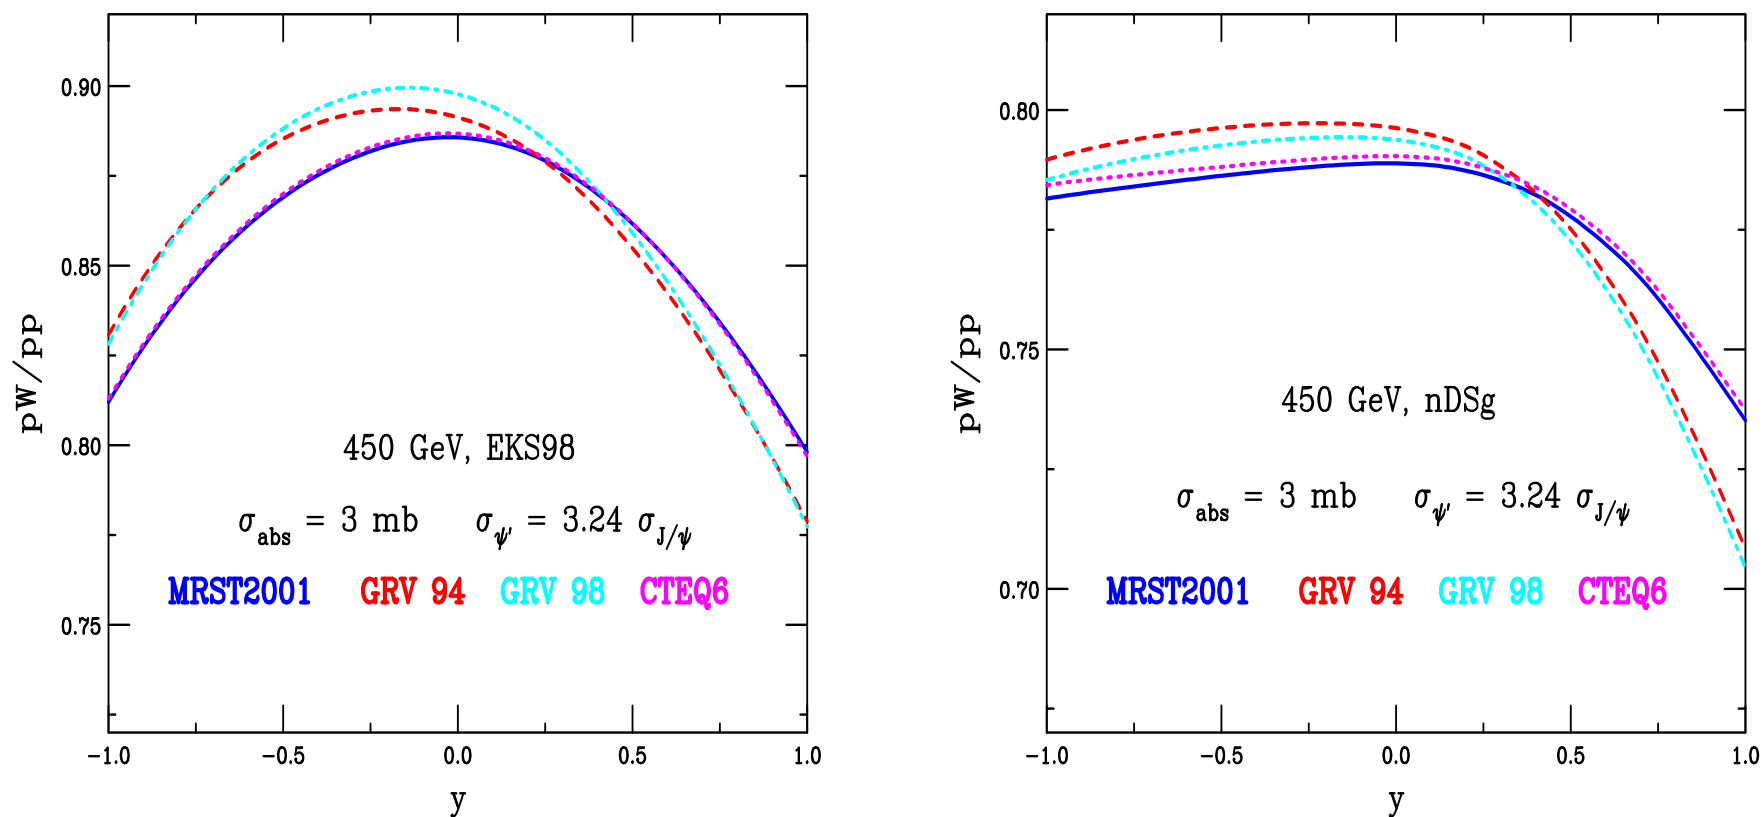 0.90
0.85
0.80
0.75
pW/pp
450 GeV, EKS98
σabs = 3 mb σψ' = 3.24 σJ/ψ
MRST2001 GRV 94 GRV 98 CTEQ6
-1.0 -0.5 0.0 0.5 1.0
y
0.80
0.75
0.70
pW/pp
450 GeV, nDSg
σabs = 3 mb σψ' = 3.24 σJ/ψ
MRST2001 GRV 94 GRV 98 CTEQ6
-1.0 -0.5 0.0 0.5 1.0
y